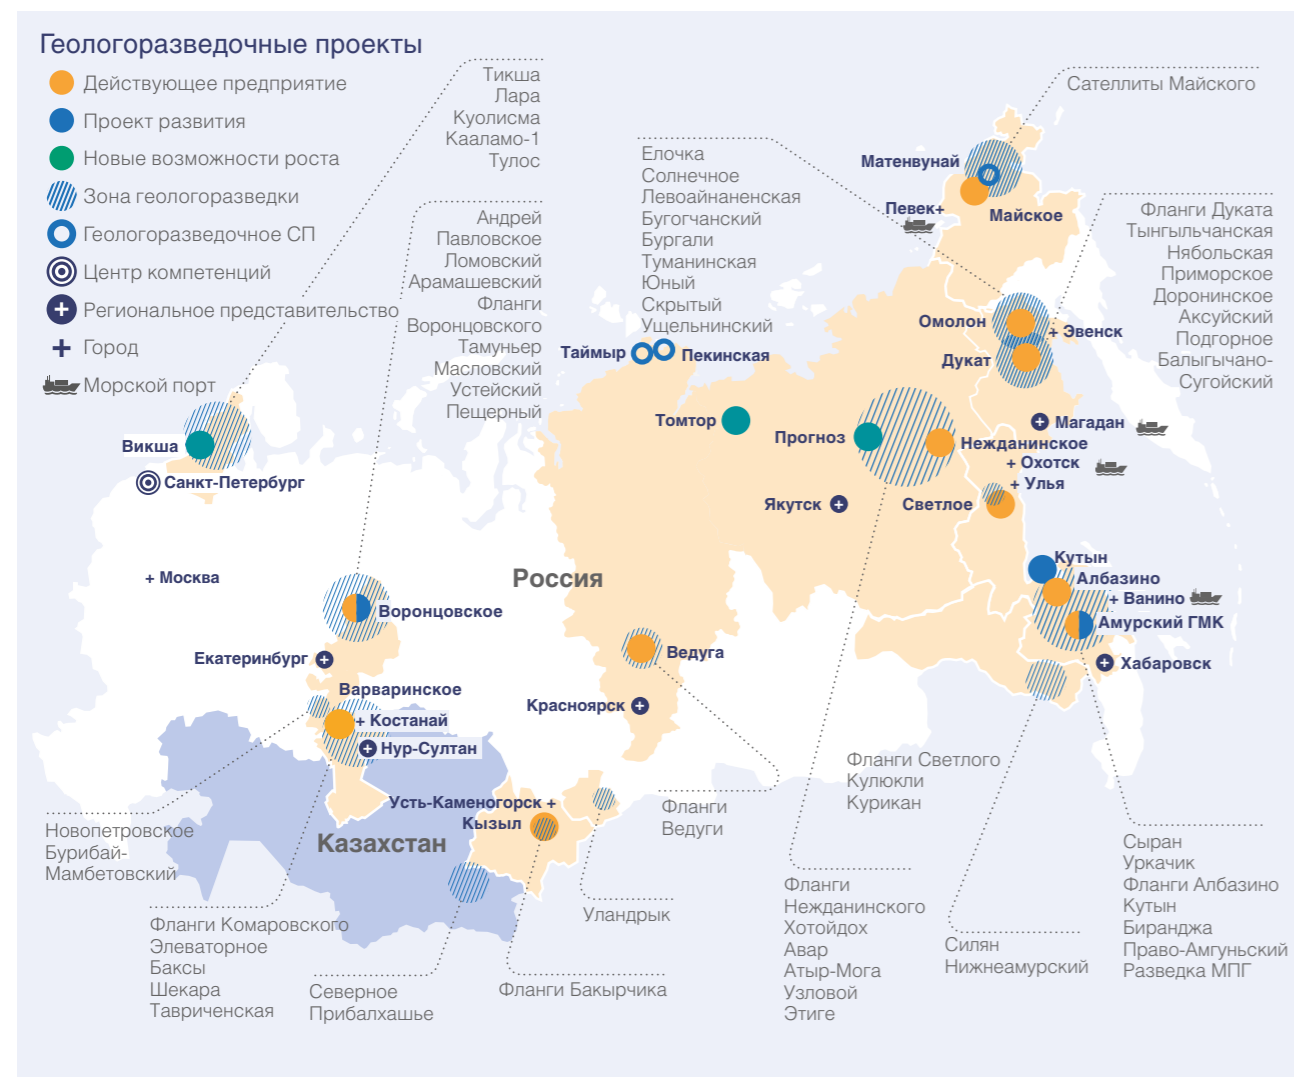 Геологоразведочные проекты
Действующее предприятие
Проект развития
Новые возможности роста
Зона геологоразведки
Геологоразведочное СП
Центр компетенций
Региональное представительство
Город
Морской порт
Тикша
Лара
Куолисма
Кааламо-1
Тулос
Андрей
Павловское
Ломовский
Арамашевский
Фланги
Воронцовского
Тамуньер
Масловский
Устейский
Пещерный
Елочка
Солнечное
Левоайнаненская
Бугогчанский
Бургали
Туманинская
Юный
Скрытый
Ущельнинский
Сателлиты Майского
Матенвунай
Певек+
Майское
Фланги Дуката
Тынгыльчанская
Нябольская
Приморское
Доронинское
Аксуйский
Подгорное
Балыгычано-
Сугойский
Омолон
+ Эвенск
Дукат
Таймыр
Пекинская
Томтор
Прогноз
Нежданинское
Магадан
+ Охотск
+ Улья
Якутск
Светлое
Викша
Санкт-Петербург
+ Москва
Россия
Воронцовское
Екатеринбург
Варваринское
+ Костанай
Нур-Султан
Ведуга
Красноярск
Кутын
Албазино
+ Ванино
Амурский ГМК
Хабаровск
Усть-Каменогорск +
Кызыл
Казахстан
Новопетровское
Бурибай-
Мамбетовский
Фланги Комаровского
Элеваторное
Баксы
Шекара
Тавриченская
Северное
Прибалхашье
Фланги Бакырчика
Уландрык
Фланги
Ведуги
Фланги Светлого
Кулюкли
Курикан
Фланги
Нежданинского
Хотойдох
Авар
Атыр-Мога
Узловой
Этиге
Силян
Нижнеамурский
Сыран
Уркачик
Фланги Албазино
Кутын
Биранджа
Право-Амгуньский
Разведка МПГ